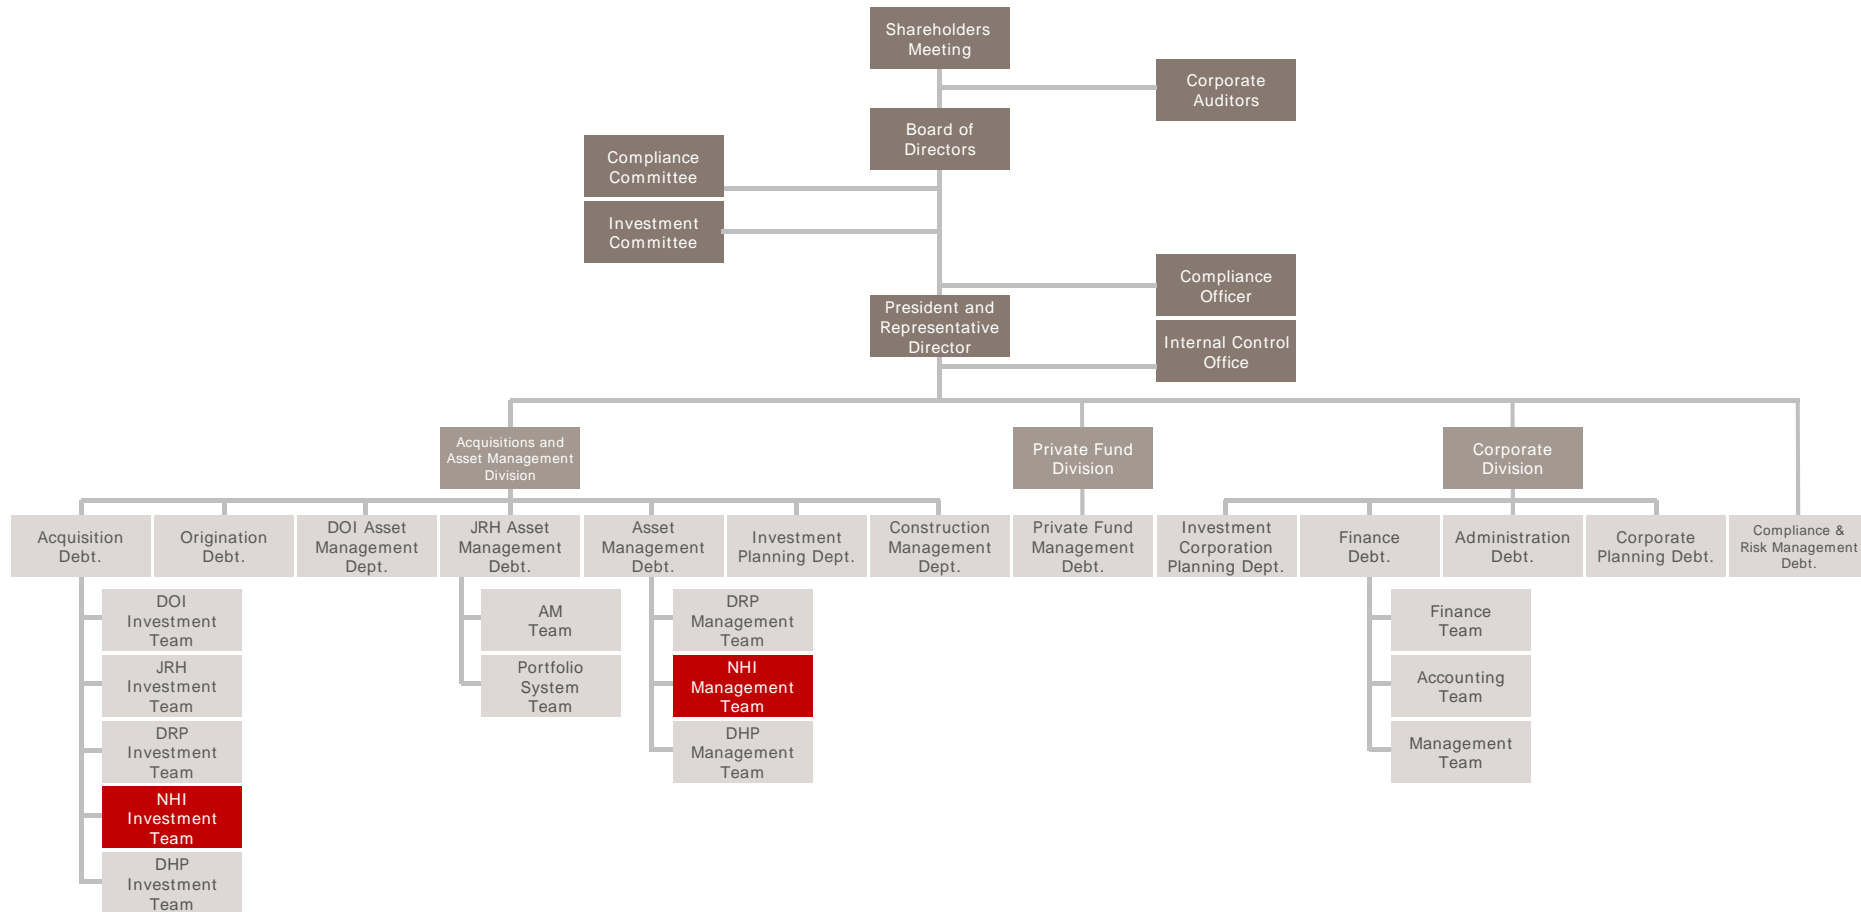 Shareholders
Meeting
Corporate
Auditors
Board of
Directors
Compliance
Committee
Investment
Committee
Compliance
Officer
President and
Representative
Director
Internal Control
Office
Acquisitions and
Asset Management
Division
Private Fund
Division
Corporate
Division
Acquisition
Debt.
Origination
Debt.
DOI Asset
Management
Dept.
JRH Asset
Management
Debt.
Asset
Management
Debt.
Investment
Planning Dept.
Construction
Management
Dept.
Private Fund
Management
Debt.
Investment
Corporation
Planning Dept.
Finance
Debt.
Administration
Debt.
Corporate
Planning Debt.
Compliance &
Risk Management
Debt.
DOI
Investment
Team
JRH
Investment
Team
DRP
Investment
Team
NHI
Investment
Team
DHP
Investment
Team
AM
Team
Portfolio
System
Team
DRP
Management
Team
NHI
Management
Team
DHP
Management
Team
Finance
Team
Accounting
Team
Management
Team